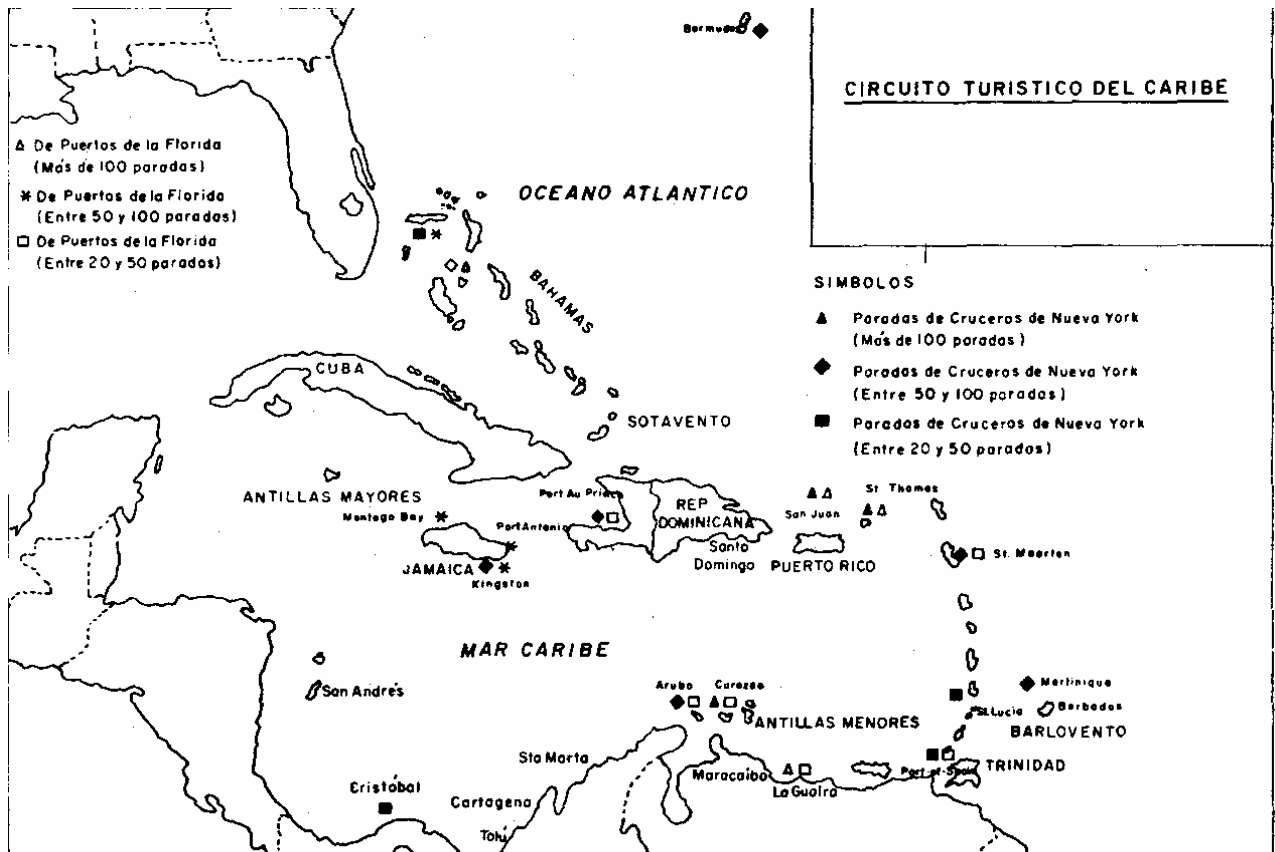 Bermuda
CIRCUITO TURISTICO DEL CARIBE
De Puertos de la Florida
(Más de 100 paradas)
De Puertos de la Florida
(Entre 50 y 100 paradas)
De Puertos de la Florida
(Entre 20 y 50 paradas)
OCEANO ATLANTICO
BAHAMAS
SIMBOLOS
Paradas de Cruceros de Nueva York
(Más de 100 paradas)
Paradas de Cruceros de Nueva York
(Entre 50 y 100 paradas)
Paradas de Cruceros de Nueva York
(Entre 20 y 50 paradas)
CUBA
SOTAVENTO
ANTILLAS MAYORES
Montego Bay
Port Au Prince
Port Antonio
REP
DOMINICANA
Santo
Domingo
San Juan
St. Thomas
PUERTO RICO
St. Maarten
JAMAICA
Kingston
MAR CARIBE
San Andrés
Aruba
Curazao
ANTILLAS MENORES
Martinique
St. Lucia
Barbados
BARLOVENTO
Sta Marta
Maracaibo
La Guaira
Port of Spain
TRINIDAD
Cristóbal
Cartagena
Tolú